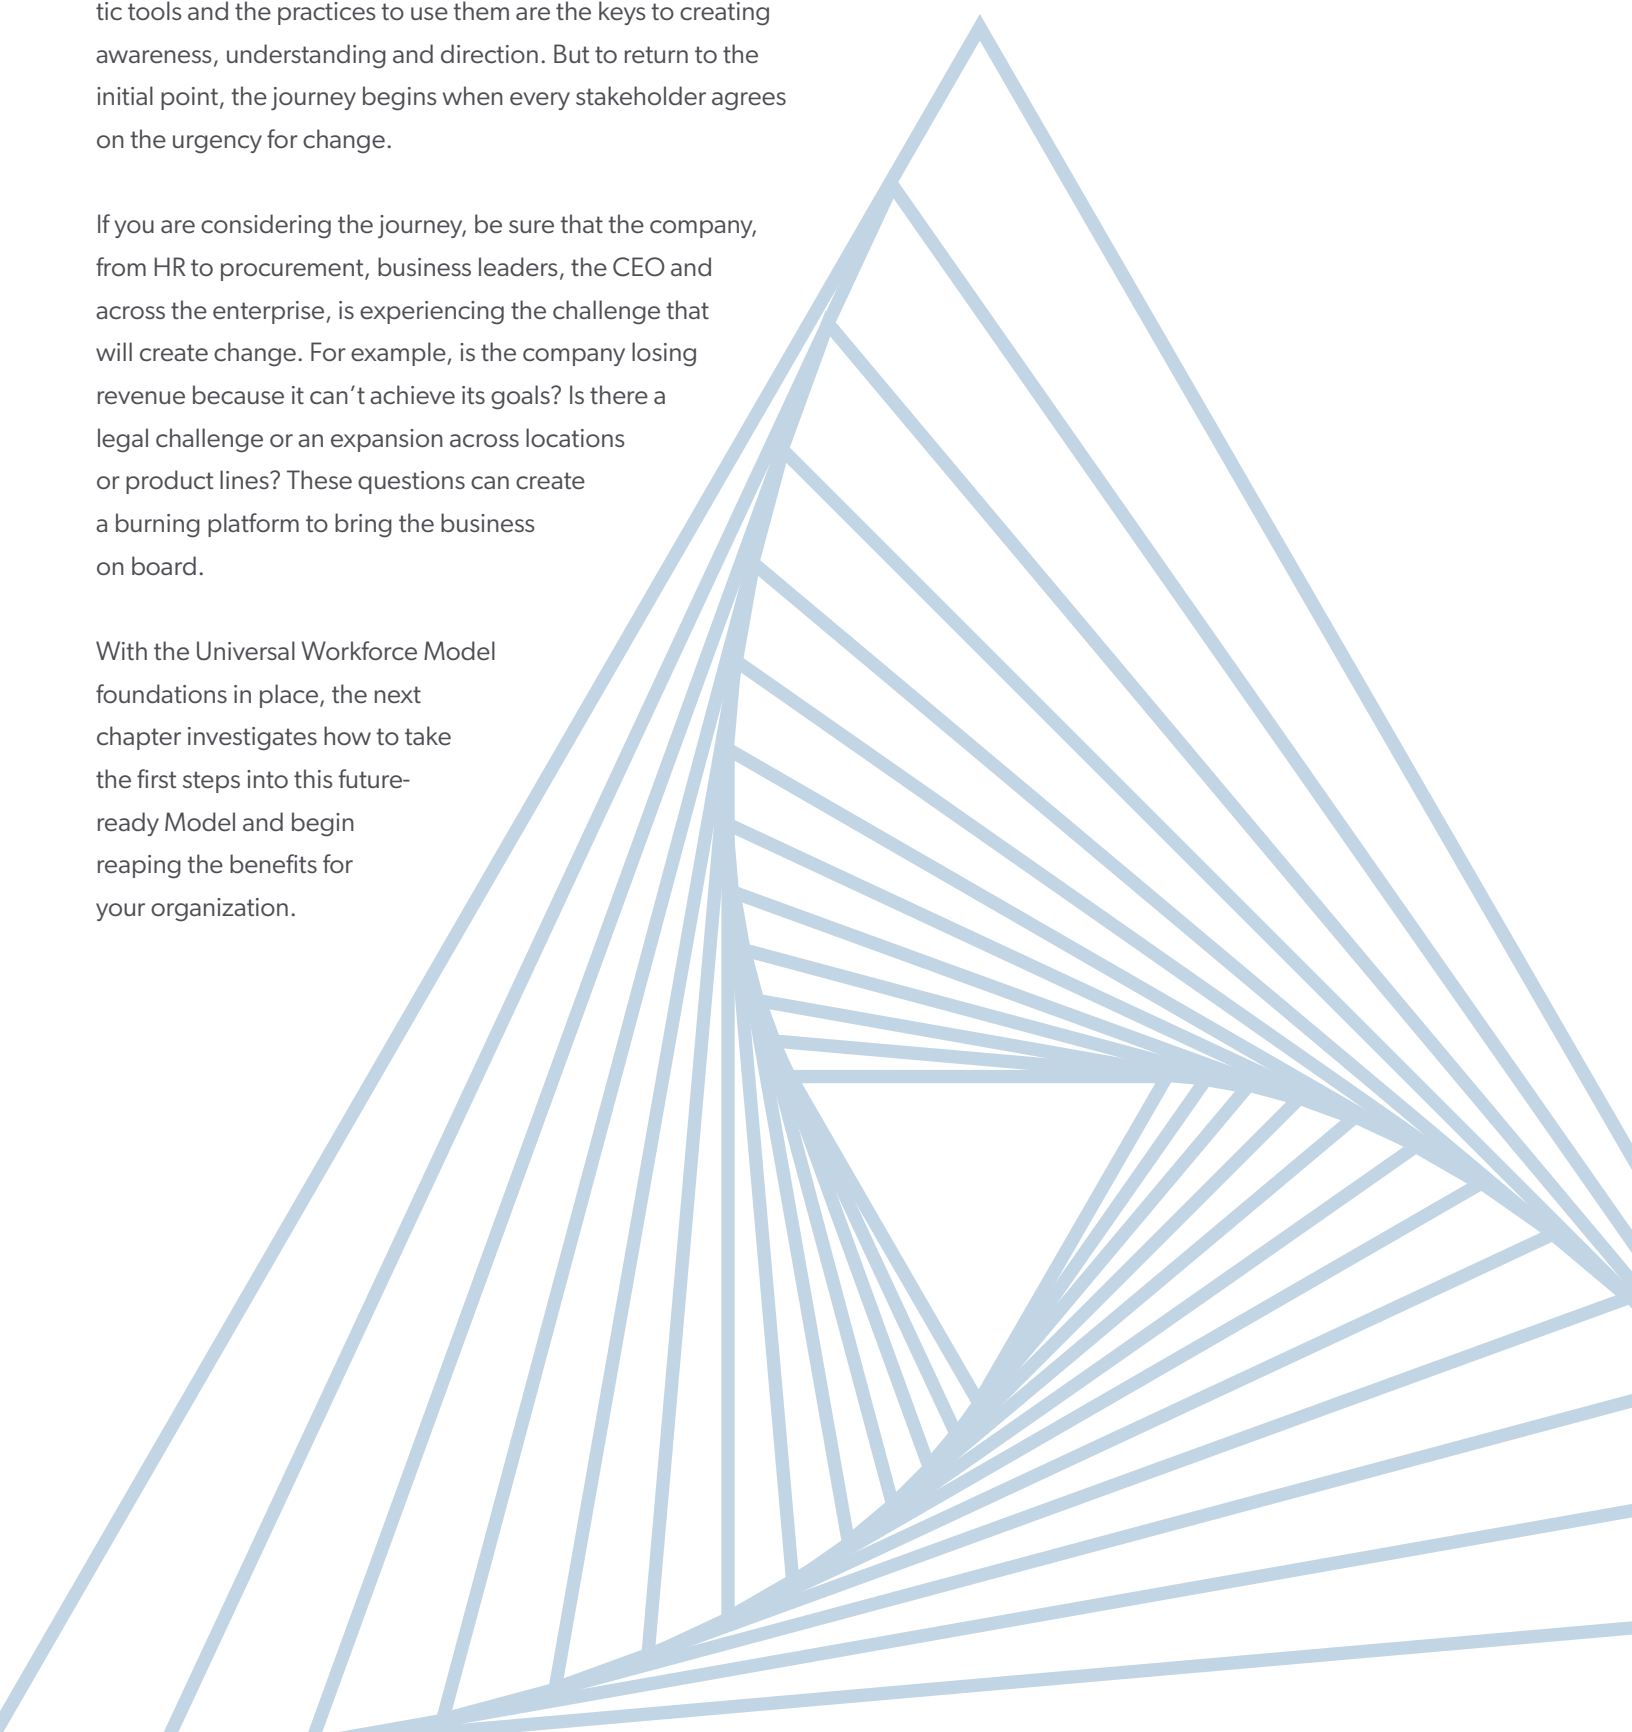 tic tools and the practices to use them are the keys to creating
awareness, understanding and direction. But to return to the
initial point, the journey begins when every stakeholder agrees
on the urgency for change.
If you are considering the journey, be sure that the company,
from HR to procurement, business leaders, the CEO and
across the enterprise, is experiencing the challenge that
will create change. For example, is the company losing
revenue because it can’t achieve its goals? Is there a
legal challenge or an expansion across locations
or product lines? These questions can create
a burning platform to bring the business
on board.
With the Universal Workforce Model
foundations in place, the next
chapter investigates how to take
the first steps into this future-
ready Model and begin
reaping the benefits for
your organization.